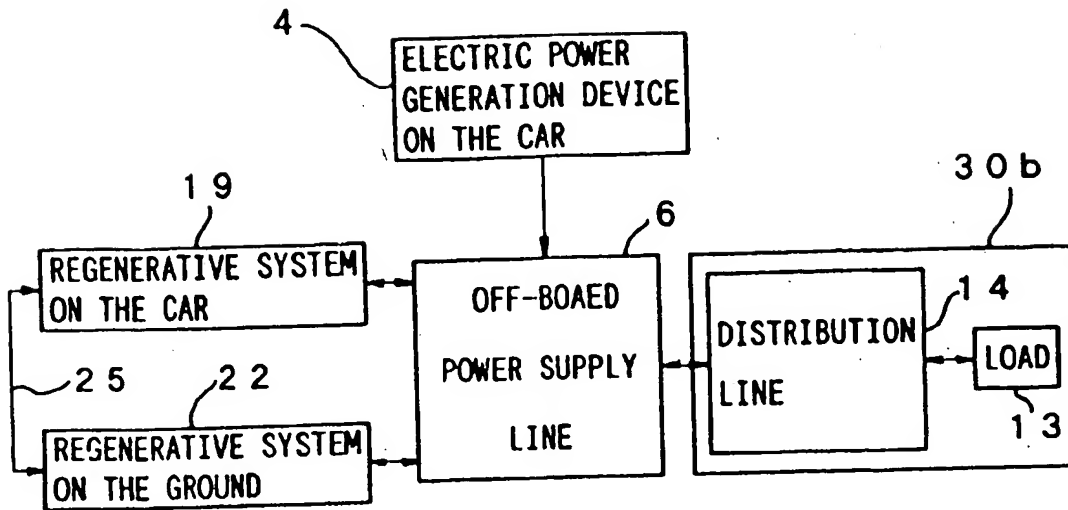 4
ELECTRIC POWER
GENERATION DEVICE
ON THE CAR
30b
19
6
REGENERATIVE SYSTEM
ON THE CAR
OFF-BOAED
POWER SUPPLY
LINE
14
DISTRIBUTION
LINE
LOAD
13
25
22
REGENERATIVE SYSTEM
ON THE GROUND